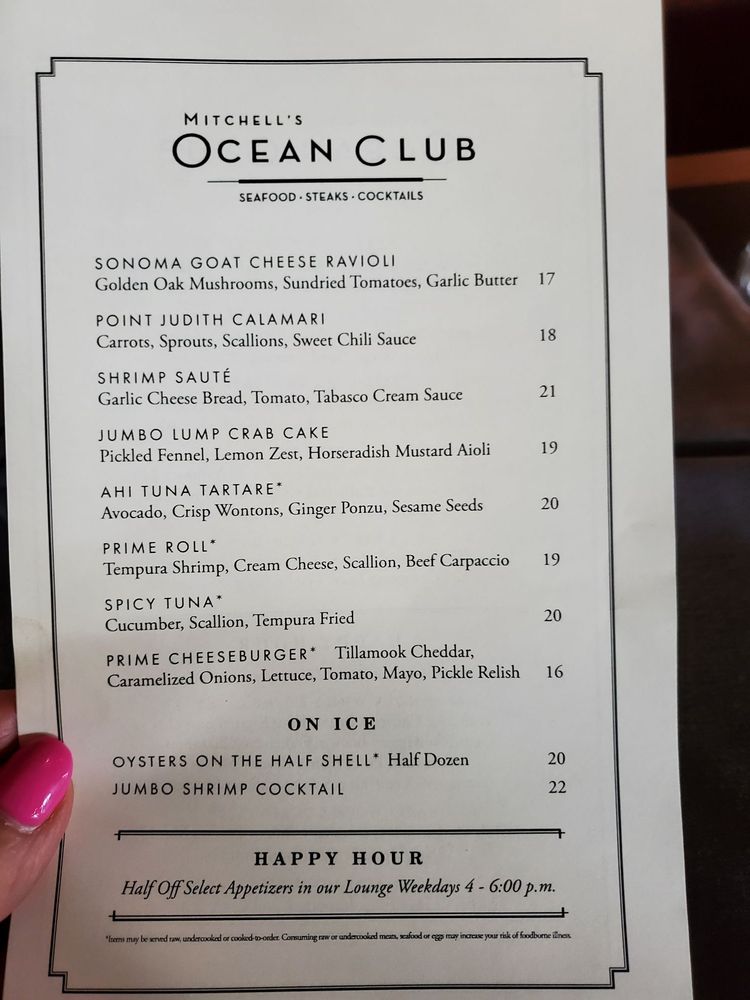 MITCHELL'S
OCEAN CLUB
SEAFOOD · STEAKS · COCKTAILS
SONOMA GOAT CHEESE RAVIOLI
Golden Oak Mushrooms, Sundried Tomatoes, Garlic Butter 17
POINT JUDITH CALAMARI
Carrots, Sprouts, Scallions, Sweet Chili Sauce 18
SHRIMP SAUTÉ
Garlic Cheese Bread, Tomato, Tabasco Cream Sauce 21
JUMBO LUMP CRAB CAKE
Pickled Fennel, Lemon Zest, Horseradish Mustard Aioli 19
AHI TUNA TARTARE*
Avocado, Crisp Wontons, Ginger Ponzu, Sesame Seeds 20
PRIME ROLL*
Tempura Shrimp, Cream Cheese, Scallion, Beef Carpaccio 19
SPICY TUNA*
Cucumber, Scallion, Tempura Fried 20
PRIME CHEESEBURGER* Tillamook Cheddar,
Caramelized Onions, Lettuce, Tomato, Mayo, Pickle Relish 16
ON ICE
OYSTERS ON THE HALF SHELL* Half Dozen 20
JUMBO SHRIMP COCKTAIL 22
HAPPY HOUR
Half Off Select Appetizers in our Lounge Weekdays 4 - 6:00 p.m.
*Items may be served raw, undercooked or cooked-to-order. Consuming raw or undercooked meats, seafood or eggs may increase your risk of foodborne illness.